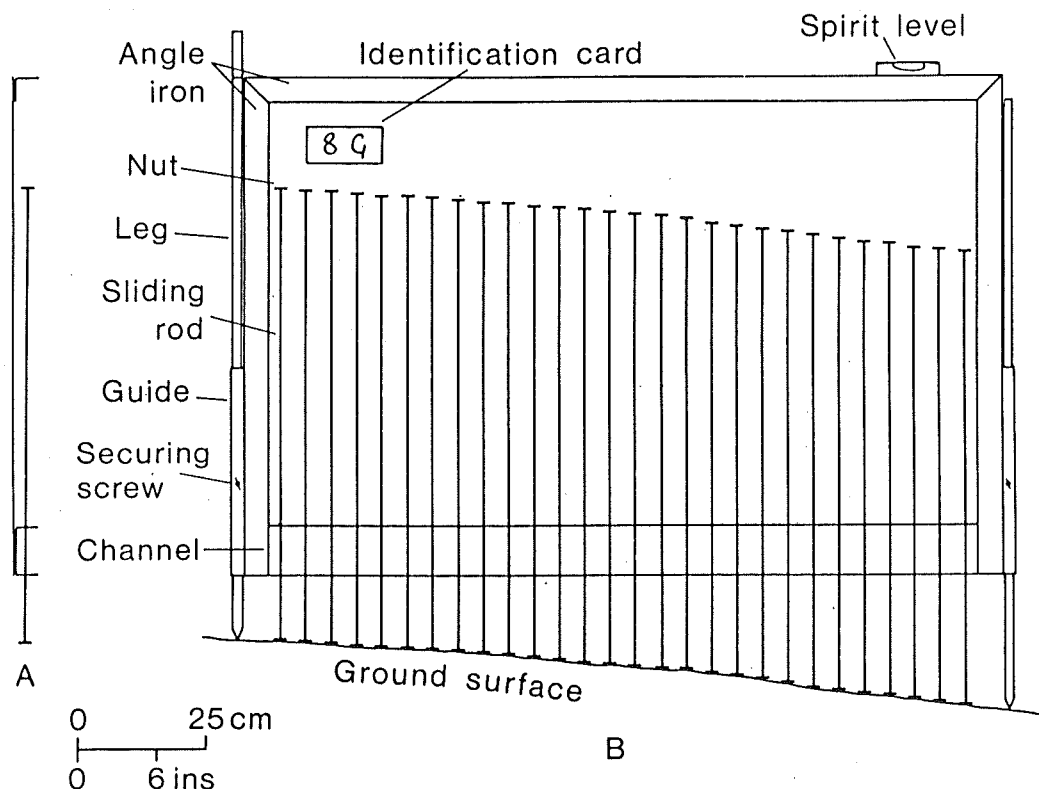 Spirit level
Angle
iron
Identification card
8 G
Nut
Leg
Sliding
rod
Guide
Securing
screw
Channel
Ground surface
A
B
0 25 cm
0 6 ins